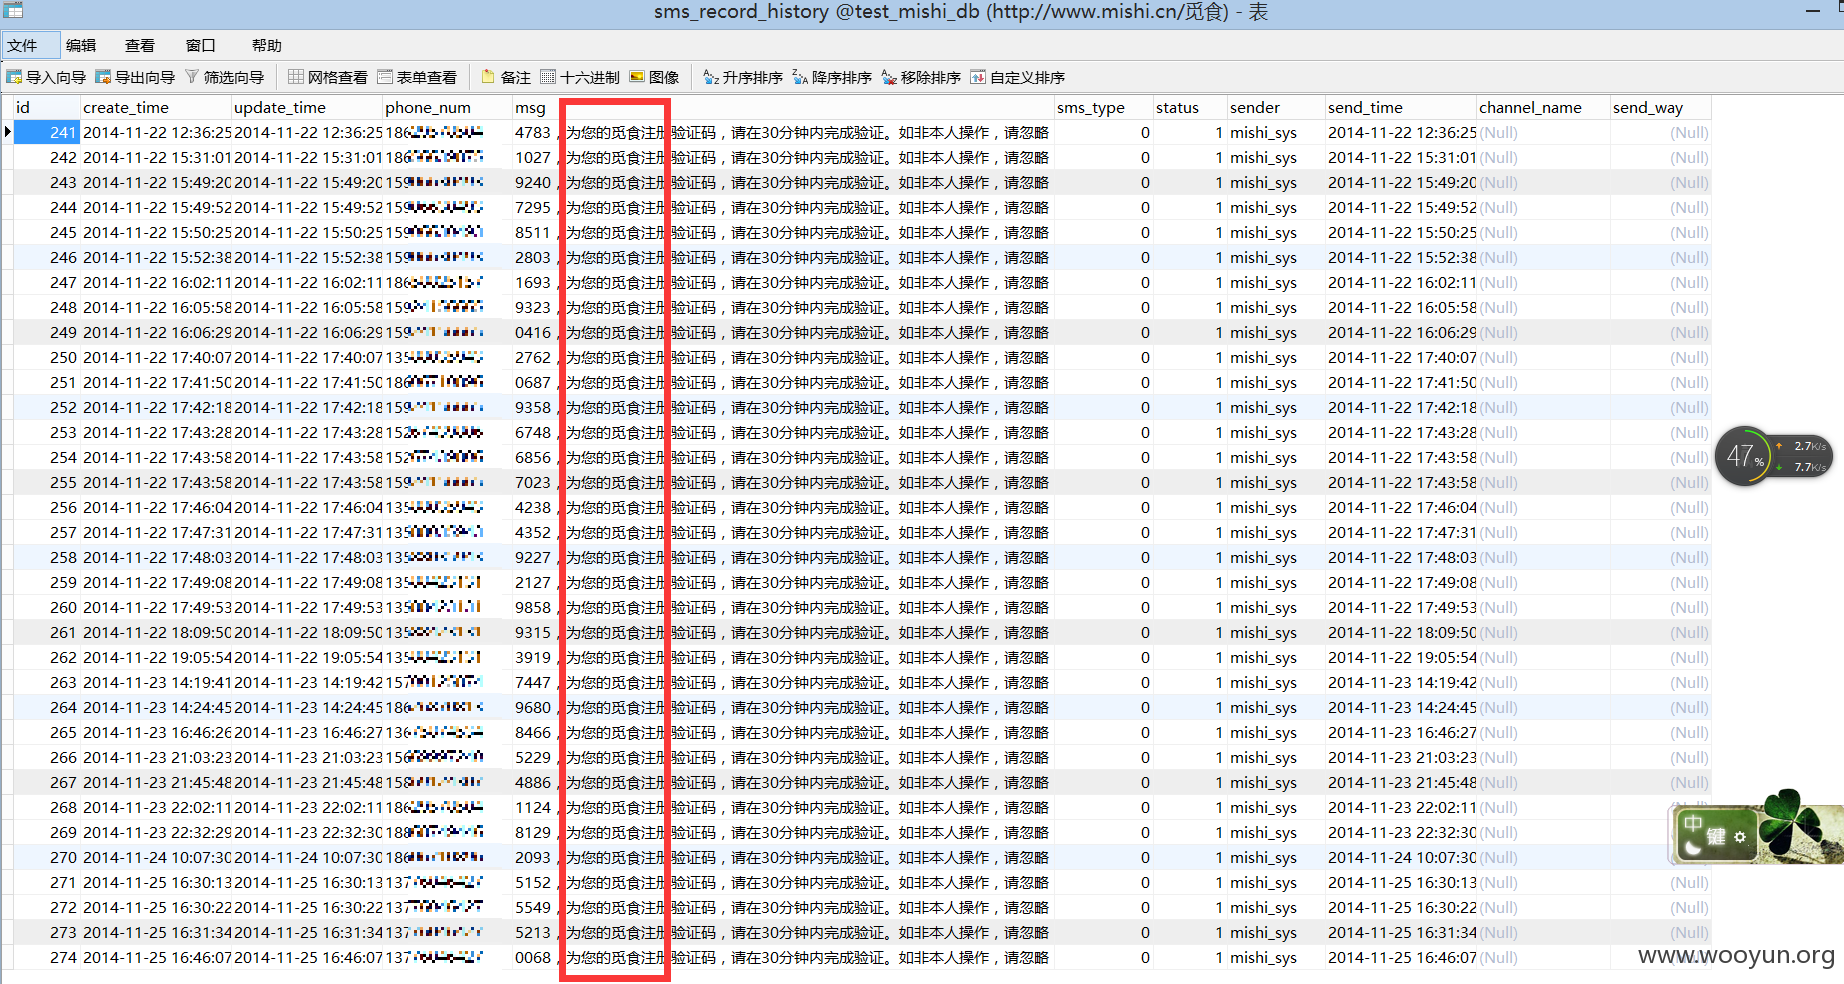 sms_record_history @test_mishi_db (http://www.mishi.cn/觅食) - 表
文件 编辑 查看 窗口 帮助
导入向导 导出向导 筛选向导 网格查看 表单查看 备注 十六进制 图像 升序排序 降序排序 移除排序 自定义排序
id create_time update_time phone_num msg sms_type status sender send_time channel_name send_way
241 2014-11-22 12:36:25 2014-11-22 12:36:25 186 4783，为您的觅食注册验证码，请在30分钟内完成验证。如非本人操作，请忽略 0 1 mishi_sys 2014-11-22 12:36:25 (Null) (Null)
242 2014-11-22 15:31:01 2014-11-22 15:31:01 186 1027，为您的觅食注册验证码，请在30分钟内完成验证。如非本人操作，请忽略 0 1 mishi_sys 2014-11-22 15:31:01 (Null) (Null)
243 2014-11-22 15:49:20 2014-11-22 15:49:20 159 9240，为您的觅食注册验证码，请在30分钟内完成验证。如非本人操作，请忽略 0 1 mishi_sys 2014-11-22 15:49:20 (Null) (Null)
244 2014-11-22 15:49:52 2014-11-22 15:49:52 159 7295，为您的觅食注册验证码，请在30分钟内完成验证。如非本人操作，请忽略 0 1 mishi_sys 2014-11-22 15:49:52 (Null) (Null)
245 2014-11-22 15:50:25 2014-11-22 15:50:25 159 8511，为您的觅食注册验证码，请在30分钟内完成验证。如非本人操作，请忽略 0 1 mishi_sys 2014-11-22 15:50:25 (Null) (Null)
246 2014-11-22 15:52:38 2014-11-22 15:52:38 159 2803，为您的觅食注册验证码，请在30分钟内完成验证。如非本人操作，请忽略 0 1 mishi_sys 2014-11-22 15:52:38 (Null) (Null)
247 2014-11-22 16:02:11 2014-11-22 16:02:11 186 1693，为您的觅食注册验证码，请在30分钟内完成验证。如非本人操作，请忽略 0 1 mishi_sys 2014-11-22 16:02:11 (Null) (Null)
248 2014-11-22 16:05:58 2014-11-22 16:05:58 159 9323，为您的觅食注册验证码，请在30分钟内完成验证。如非本人操作，请忽略 0 1 mishi_sys 2014-11-22 16:05:58 (Null) (Null)
249 2014-11-22 16:06:29 2014-11-22 16:06:29 159 0416，为您的觅食注册验证码，请在30分钟内完成验证。如非本人操作，请忽略 0 1 mishi_sys 2014-11-22 16:06:29 (Null) (Null)
250 2014-11-22 17:40:07 2014-11-22 17:40:07 135 2762，为您的觅食注册验证码，请在30分钟内完成验证。如非本人操作，请忽略 0 1 mishi_sys 2014-11-22 17:40:07 (Null) (Null)
251 2014-11-22 17:41:50 2014-11-22 17:41:50 186 0687，为您的觅食注册验证码，请在30分钟内完成验证。如非本人操作，请忽略 0 1 mishi_sys 2014-11-22 17:41:50 (Null) (Null)
252 2014-11-22 17:42:18 2014-11-22 17:42:18 159 9358，为您的觅食注册验证码，请在30分钟内完成验证。如非本人操作，请忽略 0 1 mishi_sys 2014-11-22 17:42:18 (Null) (Null)
253 2014-11-22 17:43:28 2014-11-22 17:43:28 152 6748，为您的觅食注册验证码，请在30分钟内完成验证。如非本人操作，请忽略 0 1 mishi_sys 2014-11-22 17:43:28 (Null) (Null)
254 2014-11-22 17:43:58 2014-11-22 17:43:58 152 6856，为您的觅食注册验证码，请在30分钟内完成验证。如非本人操作，请忽略 0 1 mishi_sys 2014-11-22 17:43:58 (Null) (Null)
255 2014-11-22 17:43:58 2014-11-22 17:43:58 159 7023，为您的觅食注册验证码，请在30分钟内完成验证。如非本人操作，请忽略 0 1 mishi_sys 2014-11-22 17:43:58 (Null) (Null)
256 2014-11-22 17:46:04 2014-11-22 17:46:04 135 4238，为您的觅食注册验证码，请在30分钟内完成验证。如非本人操作，请忽略 0 1 mishi_sys 2014-11-22 17:46:04 (Null) (Null)
257 2014-11-22 17:47:31 2014-11-22 17:47:31 135 4352，为您的觅食注册验证码，请在30分钟内完成验证。如非本人操作，请忽略 0 1 mishi_sys 2014-11-22 17:47:31 (Null) (Null)
258 2014-11-22 17:48:03 2014-11-22 17:48:03 135 9227，为您的觅食注册验证码，请在30分钟内完成验证。如非本人操作，请忽略 0 1 mishi_sys 2014-11-22 17:48:03 (Null) (Null)
259 2014-11-22 17:49:08 2014-11-22 17:49:08 135 2127，为您的觅食注册验证码，请在30分钟内完成验证。如非本人操作，请忽略 0 1 mishi_sys 2014-11-22 17:49:08 (Null) (Null)
260 2014-11-22 17:49:53 2014-11-22 17:49:53 135 9858，为您的觅食注册验证码，请在30分钟内完成验证。如非本人操作，请忽略 0 1 mishi_sys 2014-11-22 17:49:53 (Null) (Null)
261 2014-11-22 18:09:50 2014-11-22 18:09:50 135 9315，为您的觅食注册验证码，请在30分钟内完成验证。如非本人操作，请忽略 0 1 mishi_sys 2014-11-22 18:09:50 (Null) (Null)
262 2014-11-22 19:05:54 2014-11-22 19:05:54 135 3919，为您的觅食注册验证码，请在30分钟内完成验证。如非本人操作，请忽略 0 1 mishi_sys 2014-11-22 19:05:54 (Null) (Null)
263 2014-11-23 14:19:41 2014-11-23 14:19:42 157 7447，为您的觅食注册验证码，请在30分钟内完成验证。如非本人操作，请忽略 0 1 mishi_sys 2014-11-23 14:19:42 (Null) (Null)
264 2014-11-23 14:24:45 2014-11-23 14:24:45 186 9680，为您的觅食注册验证码，请在30分钟内完成验证。如非本人操作，请忽略 0 1 mishi_sys 2014-11-23 14:24:45 (Null) (Null)
265 2014-11-23 16:46:26 2014-11-23 16:46:27 136 8466，为您的觅食注册验证码，请在30分钟内完成验证。如非本人操作，请忽略 0 1 mishi_sys 2014-11-23 16:46:27 (Null) (Null)
266 2014-11-23 21:03:23 2014-11-23 21:03:23 156 5229，为您的觅食注册验证码，请在30分钟内完成验证。如非本人操作，请忽略 0 1 mishi_sys 2014-11-23 21:03:23 (Null) (Null)
267 2014-11-23 21:45:48 2014-11-23 21:45:48 158 4886，为您的觅食注册验证码，请在30分钟内完成验证。如非本人操作，请忽略 0 1 mishi_sys 2014-11-23 21:45:48 (Null) (Null)
268 2014-11-23 22:02:11 2014-11-23 22:02:11 186 1124，为您的觅食注册验证码，请在30分钟内完成验证。如非本人操作，请忽略 0 1 mishi_sys 2014-11-23 22:02:11 (Null) (Null)
269 2014-11-23 22:32:29 2014-11-23 22:32:30 188 8129，为您的觅食注册验证码，请在30分钟内完成验证。如非本人操作，请忽略 0 1 mishi_sys 2014-11-23 22:32:30 (Null)
270 2014-11-24 10:07:30 2014-11-24 10:07:30 186 2093，为您的觅食注册验证码，请在30分钟内完成验证。如非本人操作，请忽略 0 1 mishi_sys 2014-11-24 10:07:30 (Null)
271 2014-11-25 16:30:13 2014-11-25 16:30:13 137 5152，为您的觅食注册验证码，请在30分钟内完成验证。如非本人操作，请忽略 0 1 mishi_sys 2014-11-25 16:30:13 (Null) (Null)
272 2014-11-25 16:30:22 2014-11-25 16:30:22 137 5549，为您的觅食注册验证码，请在30分钟内完成验证。如非本人操作，请忽略 0 1 mishi_sys 2014-11-25 16:30:22 (Null) (Null)
273 2014-11-25 16:31:34 2014-11-25 16:31:34 137 5213，为您的觅食注册验证码，请在30分钟内完成验证。如非本人操作，请忽略 0 1 mishi_sys 2014-11-25 16:31:34 (Null) (Null)
274 2014-11-25 16:46:07 2014-11-25 16:46:07 137 0068，为您的觅食注册验证码，请在30分钟内完成验证。如非本人操作，请忽略 0 1 mishi_sys 2014-11-25 16:46:07 (Null) (Null)
47% 2.7K/s
7.7K/s
中 键
www.wooyun.org